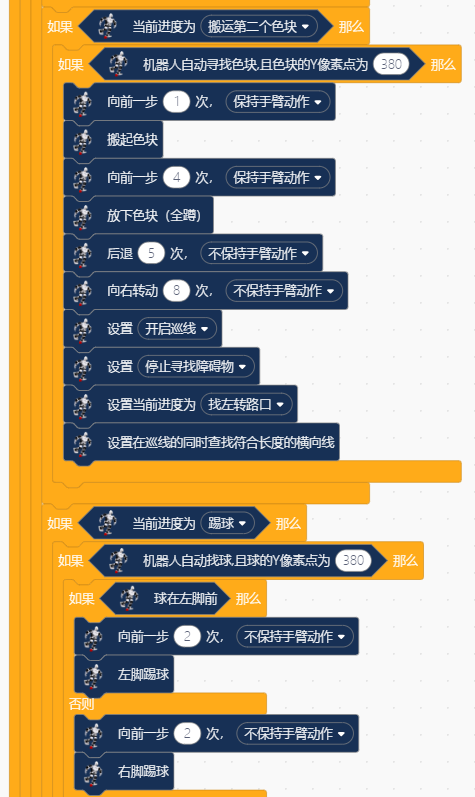 如果 当前进度为 搬运第二个色块 那么
如果 机器人自动寻找色块,且色块的Y像素点为 380 那么
向前一步 1 次， 保持手臂动作
搬起色块
向前一步 4 次， 保持手臂动作
放下色块（全蹲）
后退 5 次， 不保持手臂动作
向右转动 8 次， 不保持手臂动作
设置 开启巡线
设置 停止寻找障碍物
设置当前进度为 找左转路口
设置在巡线的同时查找符合长度的横向线
如果 当前进度为 踢球 那么
如果 机器人自动找球,且球的Y像素点为 380 那么
如果 球在左脚前 那么
向前一步 2 次， 不保持手臂动作
左脚踢球
否则
向前一步 2 次， 不保持手臂动作
右脚踢球